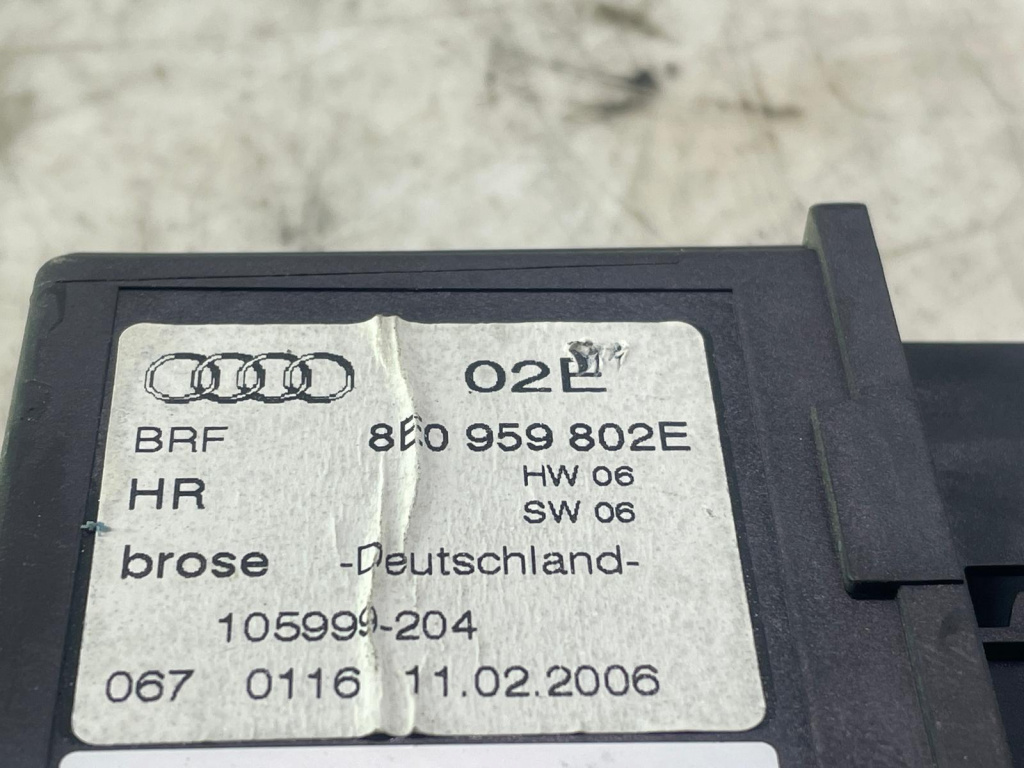 02E
BRF 8E0 959 802E
HR HW 06
SW 06
brose -Deutschland-
105999-204
067 0116 11.02.2006